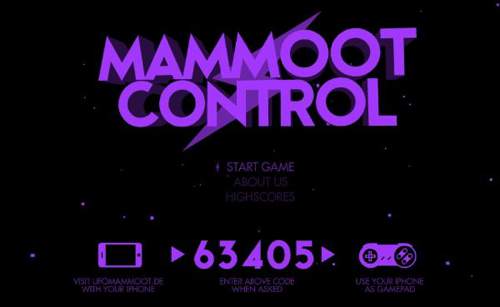 MAMMOOT
CONTROL
START GAME
ABOUT US
HIGHSCORES
63405
VISIT UFOMAMMOOT.DE
WITH YOUR IPHONE
ENTER ABOVE CODE
WHEN ASKED
USE YOUR IPHONE
AS GAMEPAD